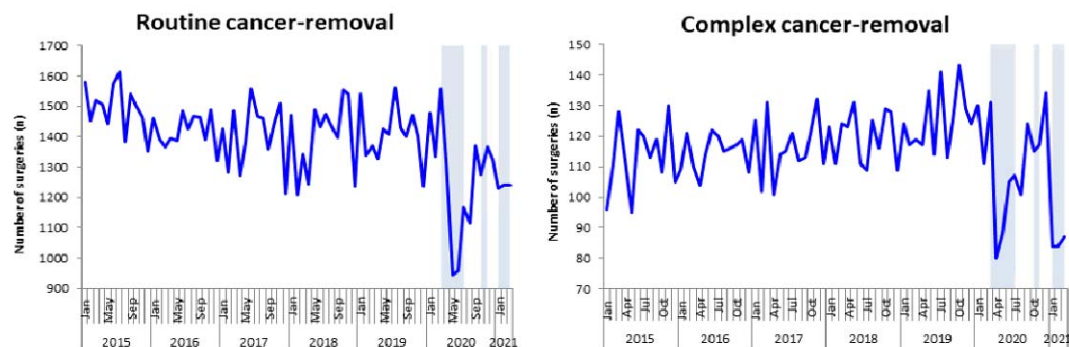 Routine cancer-removal
Number of surgeries (n)
1700
1600
1500
1400
1300
1200
1100
1000
900
Jan May Sep Jan May Sep Jan May Sep Jan May Sep Jan May Sep Jan May Sep Jan
2015 2016 2017 2018 2019 2020 2021
Complex cancer-removal
Number of surgeries (n)
150
140
130
120
110
100
90
80
70
Jan Apr Jul Oct Jan Apr Jul Oct Jan Apr Jul Oct Jan Apr Jul Oct Jan Apr Jul Oct Jan Apr Jul Oct Jan
2015 2016 2017 2018 2019 2020 2021